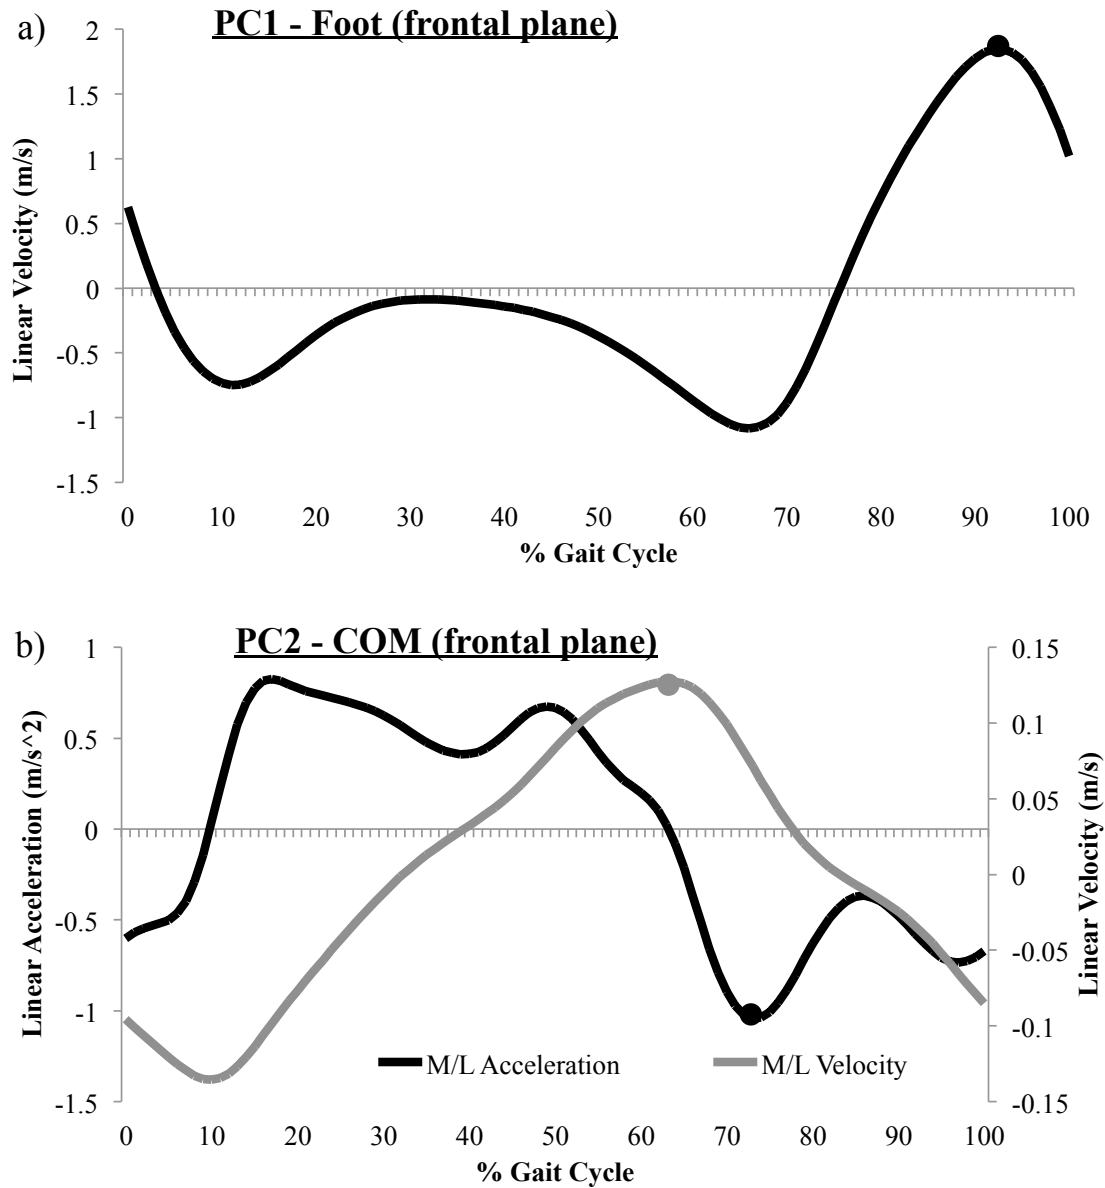 a)
PC1 - Foot (frontal plane)
Linear Velocity (m/s)
2
1.5
1
0.5
0
-0.5
-1
-1.5
0 10 20 30 40 50 60 70 80 90 100
% Gait Cycle
b)
PC2 - COM (frontal plane)
Linear Acceleration (m/s^2)
1
0.5
0
-0.5
-1
-1.5
0.15
0.1
0.05
0
-0.05
-0.1
-0.15
Linear Velocity (m/s)
M/L Acceleration
M/L Velocity
0 10 20 30 40 50 60 70 80 90 100
% Gait Cycle